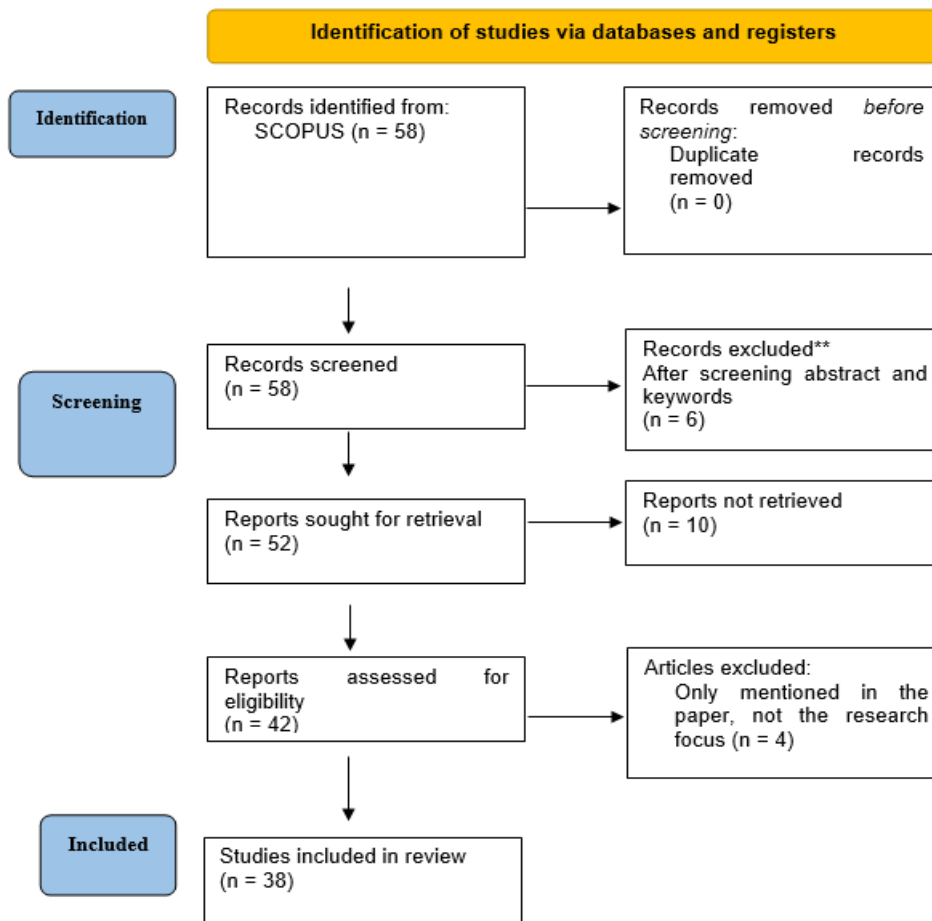 Identification of studies via databases and registers
Identification
Records identified from:
SCOPUS (n = 58)
Records removed before
screening:
Duplicate records
removed
(n = 0)
Screening
Records screened
(n = 58)
Records excluded**
After screening abstract and
keywords
(n = 6)
Reports sought for retrieval
(n = 52)
Reports not retrieved
(n = 10)
Reports assessed for
eligibility
(n = 42)
Articles excluded:
Only mentioned in the
paper, not the research
focus (n = 4)
Included
Studies included in review
(n = 38)